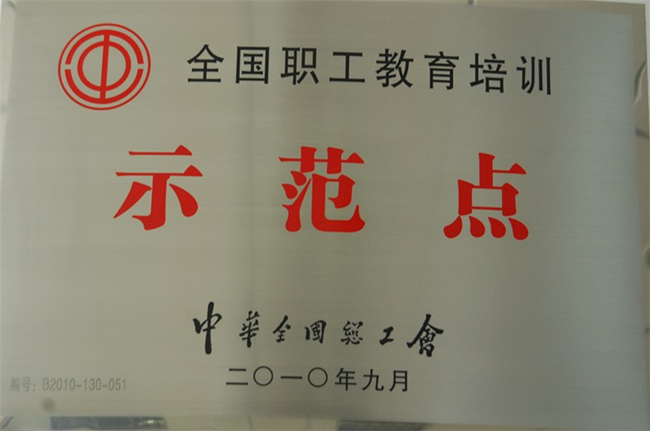 全国职工教育培训
示范点
中華全国總工會
二〇一〇年九月
编号：B2010-130-051